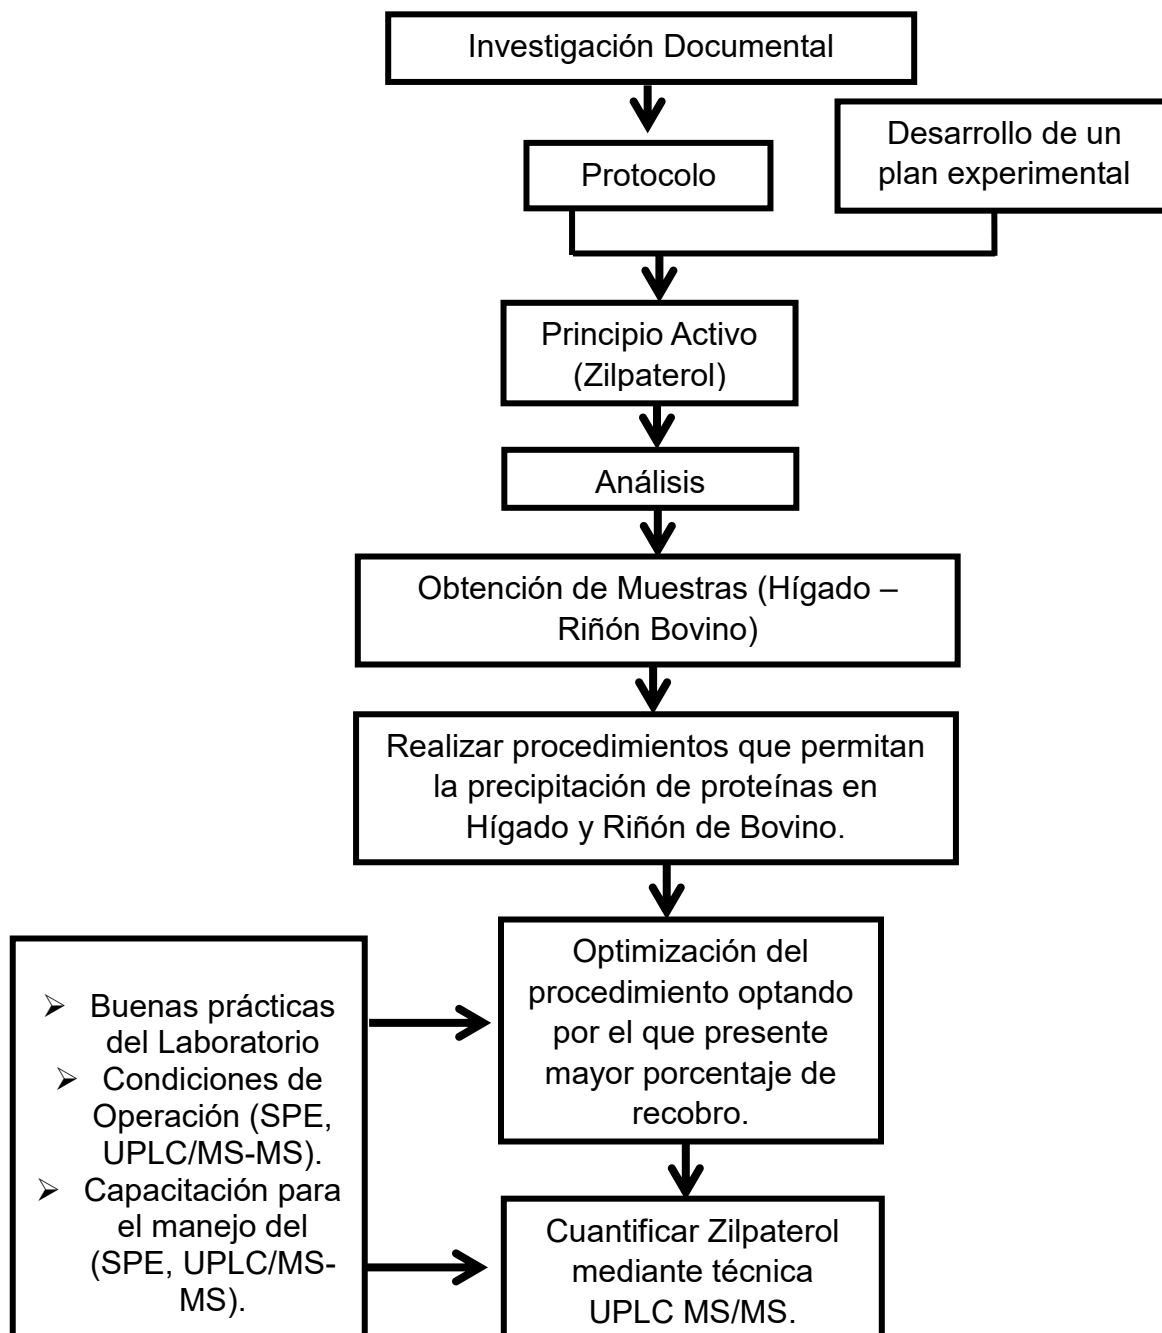 Investigación Documental
Protocolo
Desarrollo de un
plan experimental
Principio Activo
(Zilpaterol)
Análisis
Obtención de Muestras (Hígado –
Riñón Bovino)
Realizar procedimientos que permitan
la precipitación de proteínas en
Hígado y Riñón de Bovino.
➢ Buenas prácticas
del Laboratorio
➢ Condiciones de
Operación (SPE,
UPLC/MS-MS).
➢ Capacitación para
el manejo del
(SPE, UPLC/MS-
MS).
Optimización del
procedimiento optando
por el que presente
mayor porcentaje de
recobro.
Cuantificar Zilpaterol
mediante técnica
UPLC MS/MS.